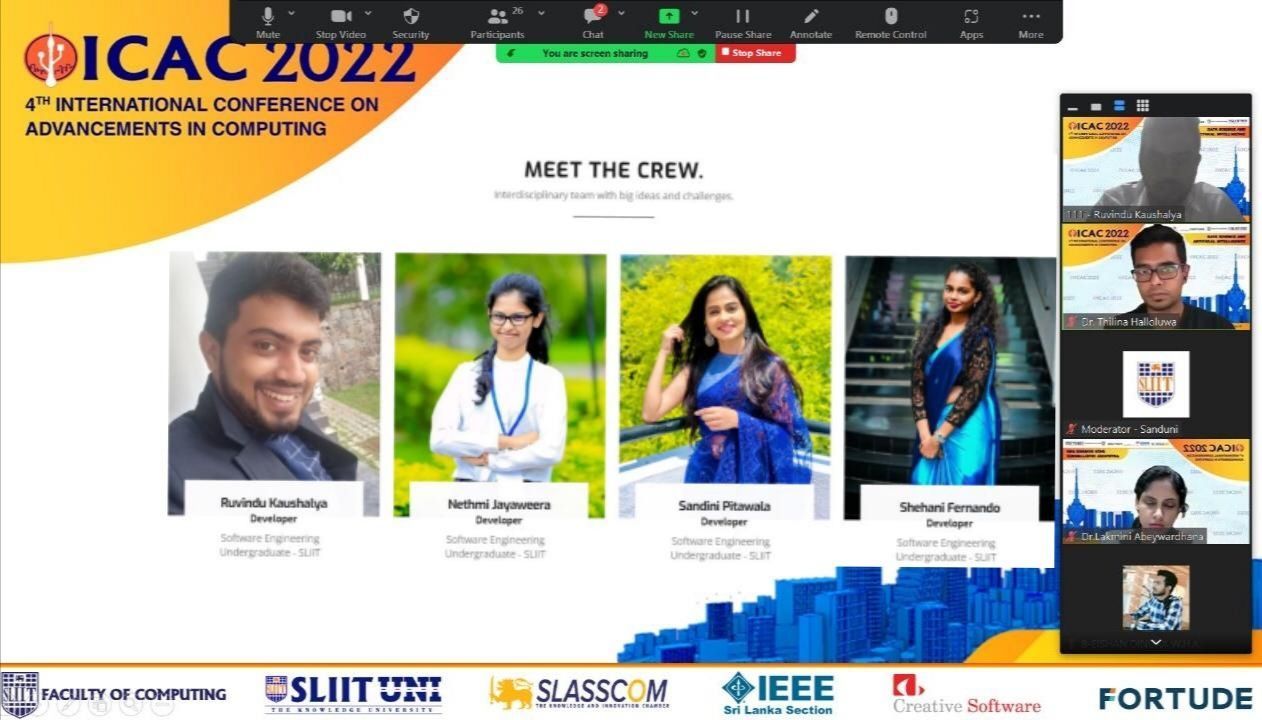 Mute
Stop Video
Security
Participants
26
Chat
2
New Share
Pause Share
Annotate
Remote Control
Apps
More
You are screen sharing
Stop Share
ICAC 2022
4TH INTERNATIONAL CONFERENCE ON
ADVANCEMENTS IN COMPUTING
MEET THE CREW.
Interdisciplinary team with big ideas and challenges.
Ruvindu Kaushalya
Developer
Software Engineering
Undergraduate - SLIIT
Nethmi Jayaweera
Developer
Software Engineering
Undergraduate - SLIIT
Sandini Pitawala
Developer
Software Engineering
Undergraduate - SLIIT
Shehani Fernando
Developer
Software Engineering
Undergraduate - SLIIT
ICAC 2022
111 - Ruvindu Kaushalya
ICAC 2022
Dr. Thilina Halloluwa
SLIIT
Moderator - Sanduni
ICAC 2022
Dr.Lakmini Abeywardhana
SLIIT
FACULTY OF COMPUTING
SLIIT UNI
THE KNOWLEDGE UNIVERSITY
SLASSCOM
THE KNOWLEDGE AND INNOVATION CHAMBER
IEEE
Sri Lanka Section
Creative Software
FORTUDE